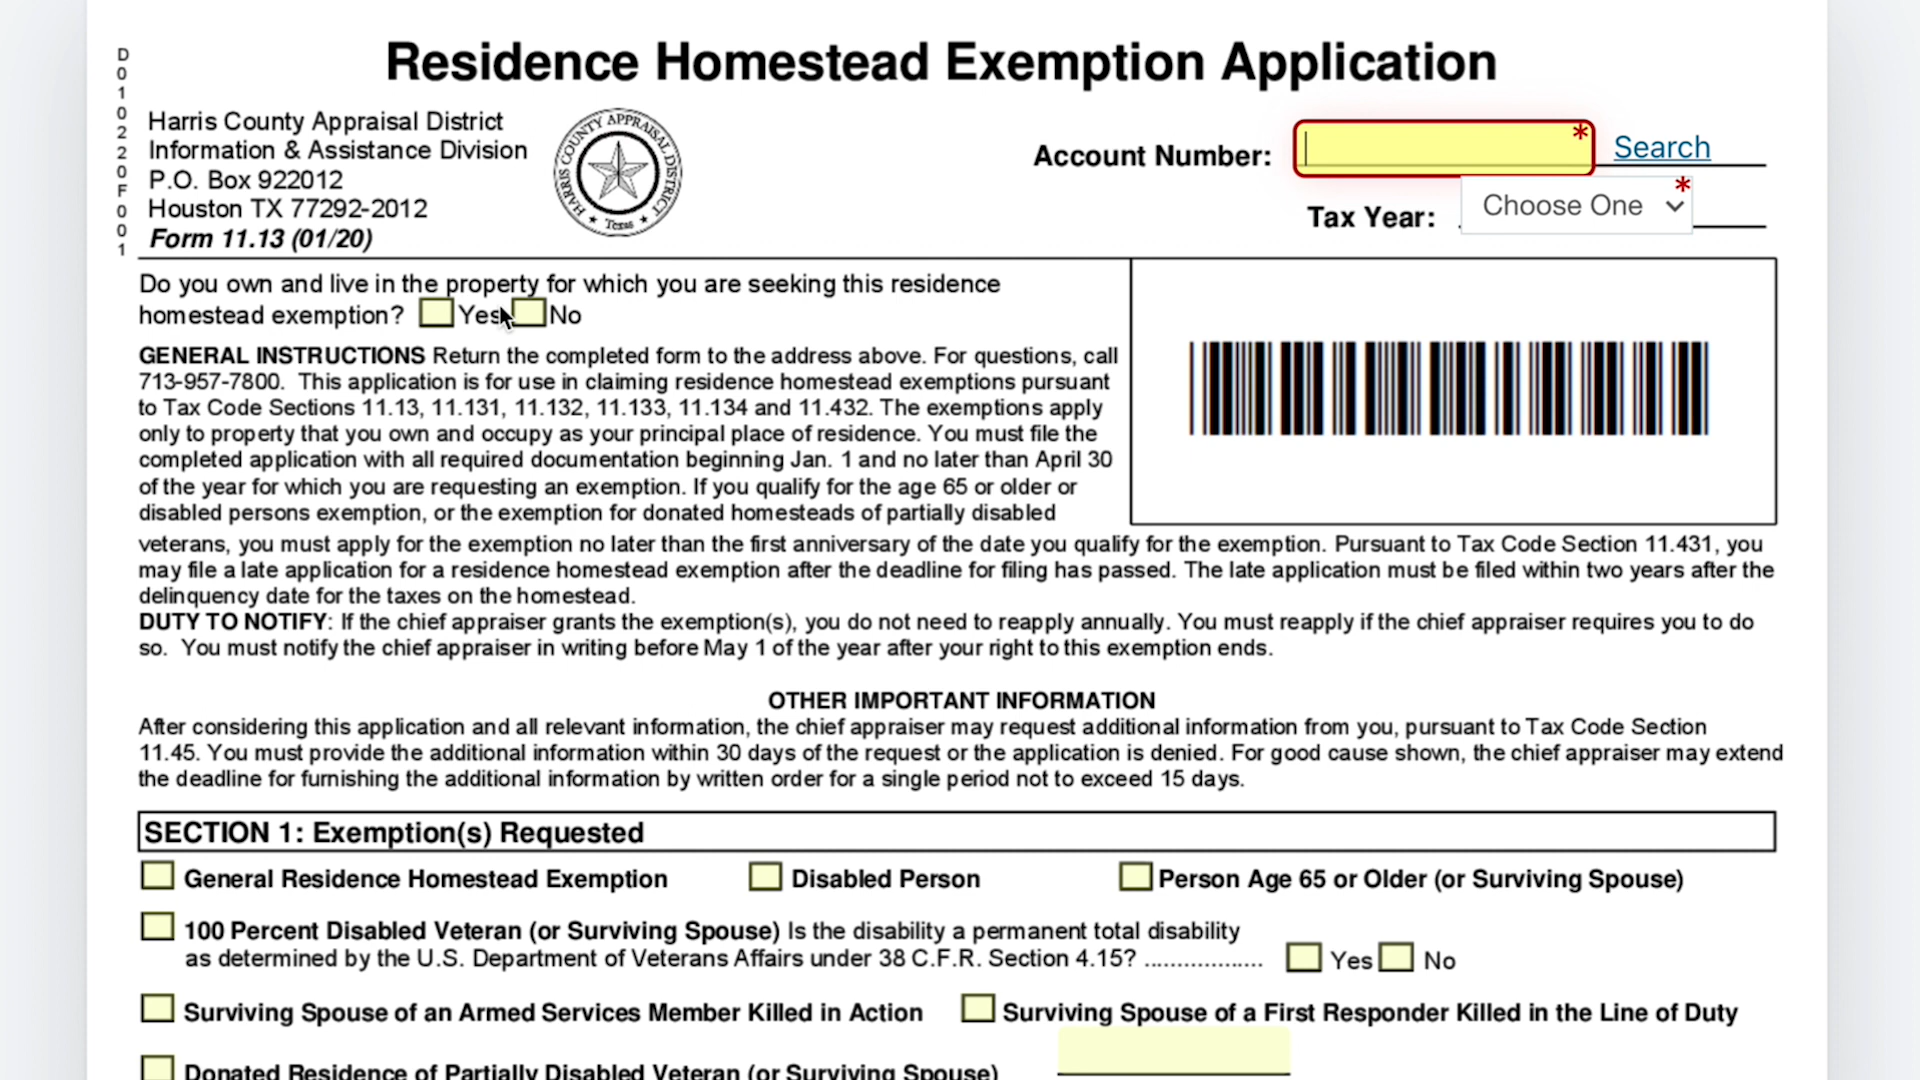 Residence Homestead Exemption Application
D
0
1
0
2
2
0
F
0
0
1
Harris County Appraisal District
Information & Assistance Division
P.O. Box 922012
Houston TX 77292-2012
Form 11.13 (01/20)
HARRIS COUNTY APPRAISAL DISTRICT
Texas
Account Number: * Search
Tax Year: Choose One *
Do you own and live in the property for which you are seeking this residence
homestead exemption? Yes No
GENERAL INSTRUCTIONS Return the completed form to the address above. For questions, call
713-957-7800. This application is for use in claiming residence homestead exemptions pursuant
to Tax Code Sections 11.13, 11.131, 11.132, 11.133, 11.134 and 11.432. The exemptions apply
only to property that you own and occupy as your principal place of residence. You must file the
completed application with all required documentation beginning Jan. 1 and no later than April 30
of the year for which you are requesting an exemption. If you qualify for the age 65 or older or
disabled persons exemption, or the exemption for donated homesteads of partially disabled
veterans, you must apply for the exemption no later than the first anniversary of the date you qualify for the exemption. Pursuant to Tax Code Section 11.431, you
may file a late application for a residence homestead exemption after the deadline for filing has passed. The late application must be filed within two years after the
delinquency date for the taxes on the homestead.
DUTY TO NOTIFY: If the chief appraiser grants the exemption(s), you do not need to reapply annually. You must reapply if the chief appraiser requires you to do
so. You must notify the chief appraiser in writing before May 1 of the year after your right to this exemption ends.
OTHER IMPORTANT INFORMATION
After considering this application and all relevant information, the chief appraiser may request additional information from you, pursuant to Tax Code Section
11.45. You must provide the additional information within 30 days of the request or the application is denied. For good cause shown, the chief appraiser may extend
the deadline for furnishing the additional information by written order for a single period not to exceed 15 days.
SECTION 1: Exemption(s) Requested
General Residence Homestead Exemption Disabled Person Person Age 65 or Older (or Surviving Spouse)
100 Percent Disabled Veteran (or Surviving Spouse) Is the disability a permanent total disability
as determined by the U.S. Department of Veterans Affairs under 38 C.F.R. Section 4.15? .................. Yes No
Surviving Spouse of an Armed Services Member Killed in Action Surviving Spouse of a First Responder Killed in the Line of Duty
Donated Residence of Partially Disabled Veteran (or Surviving Spouse)